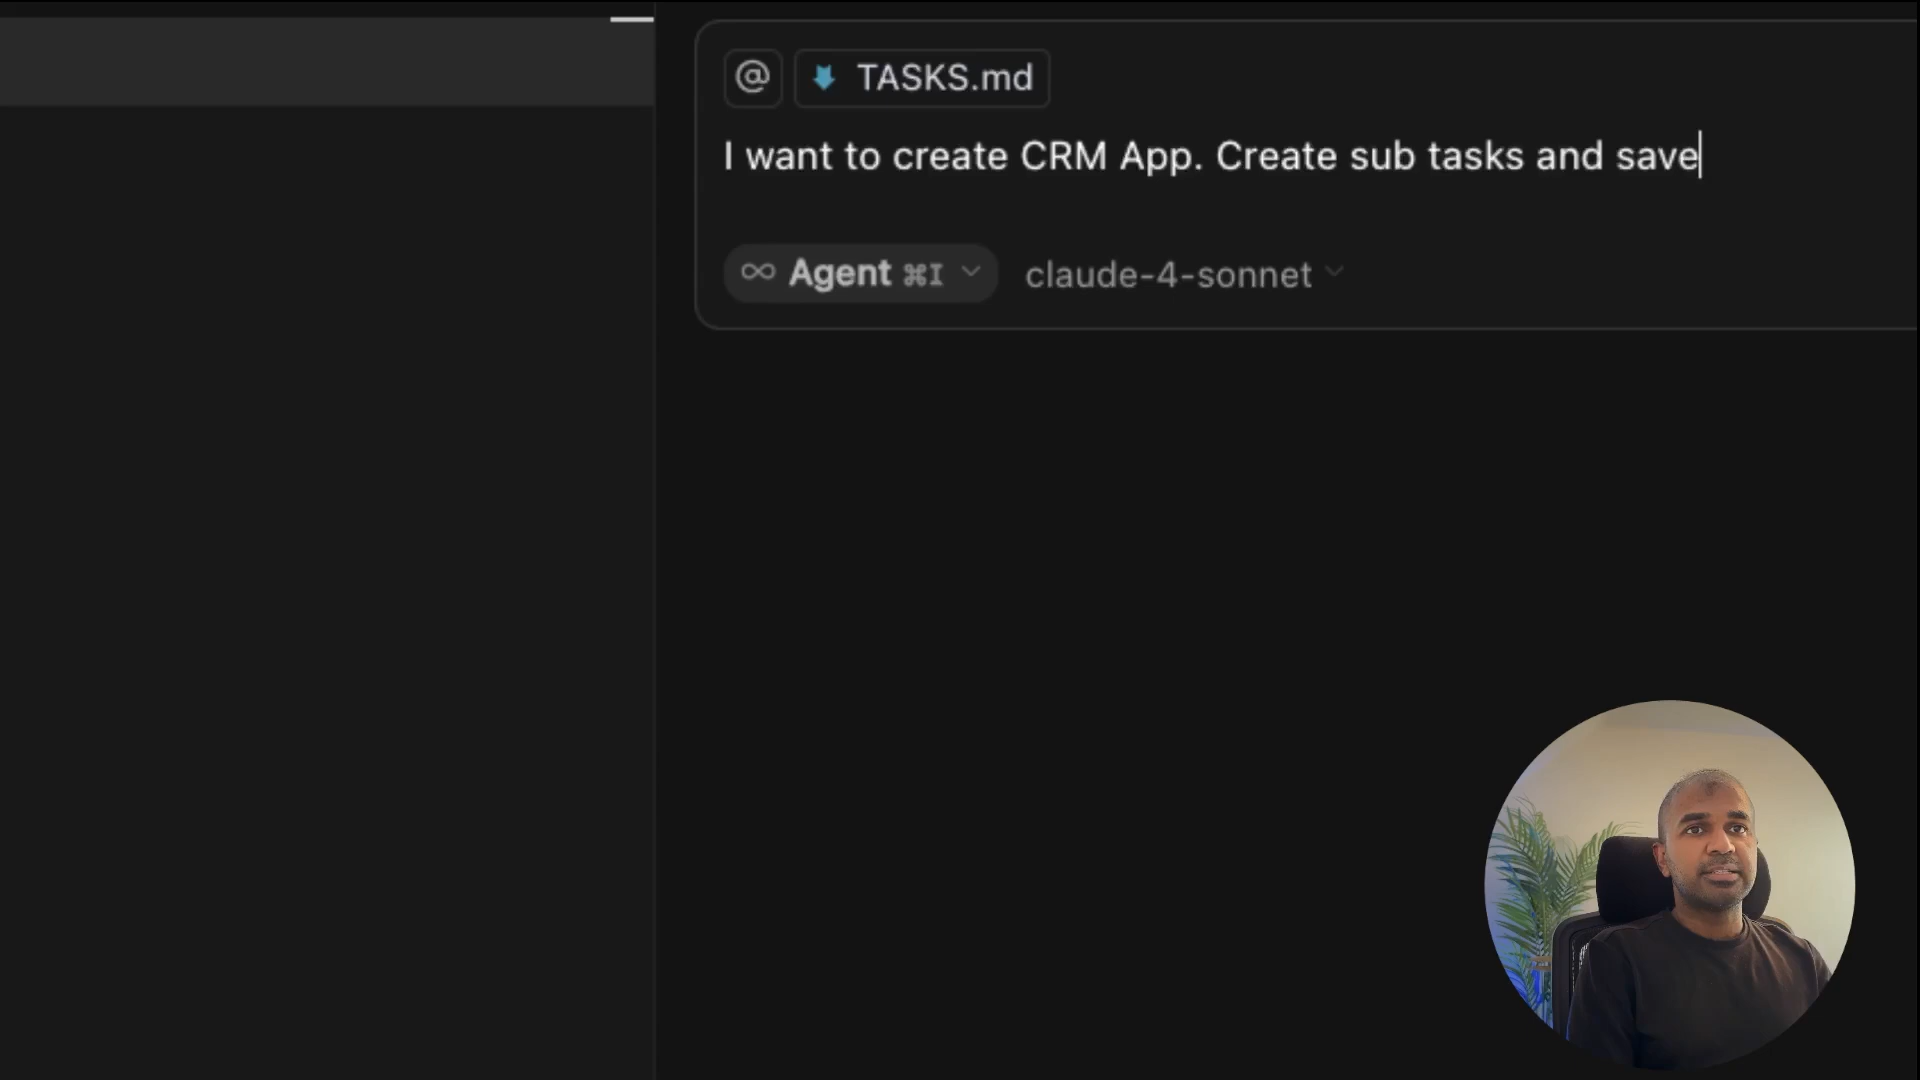 @ TASKS.md
I want to create CRM App. Create sub tasks and save
∞ Agent ⌘I claude-4-sonnet